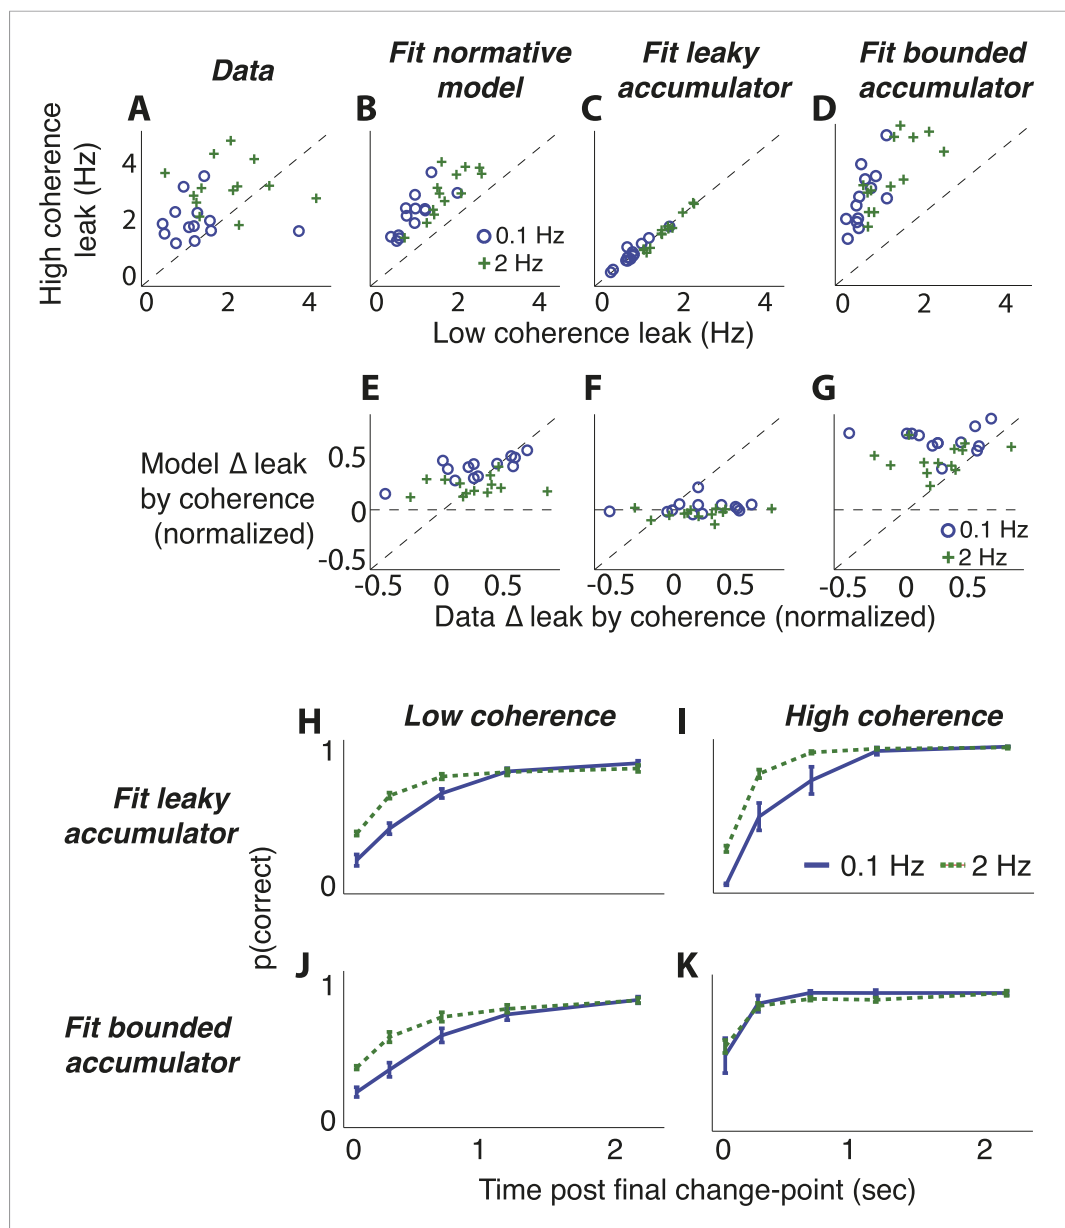 Data
Fit normative
model
Fit leaky
accumulator
Fit bounded
accumulator
A
B
C
D
High coherence
leak (Hz)
4
2
0
0.1 Hz
2 Hz
0 2 4
0 2 4
0 2 4
0 2 4
Low coherence leak (Hz)
E
F
G
Model Δ leak
by coherence
(normalized)
0.5
0
-0.5
0.1 Hz
2 Hz
-0.5 0 0.5
-0.5 0 0.5
-0.5 0 0.5
Data Δ leak by coherence (normalized)
H
Low coherence
I
High coherence
Fit leaky
accumulator
p(correct)
1
0
0.1 Hz
2 Hz
J
K
Fit bounded
accumulator
1
0
0 1 2
0 1 2
Time post final change-point (sec)